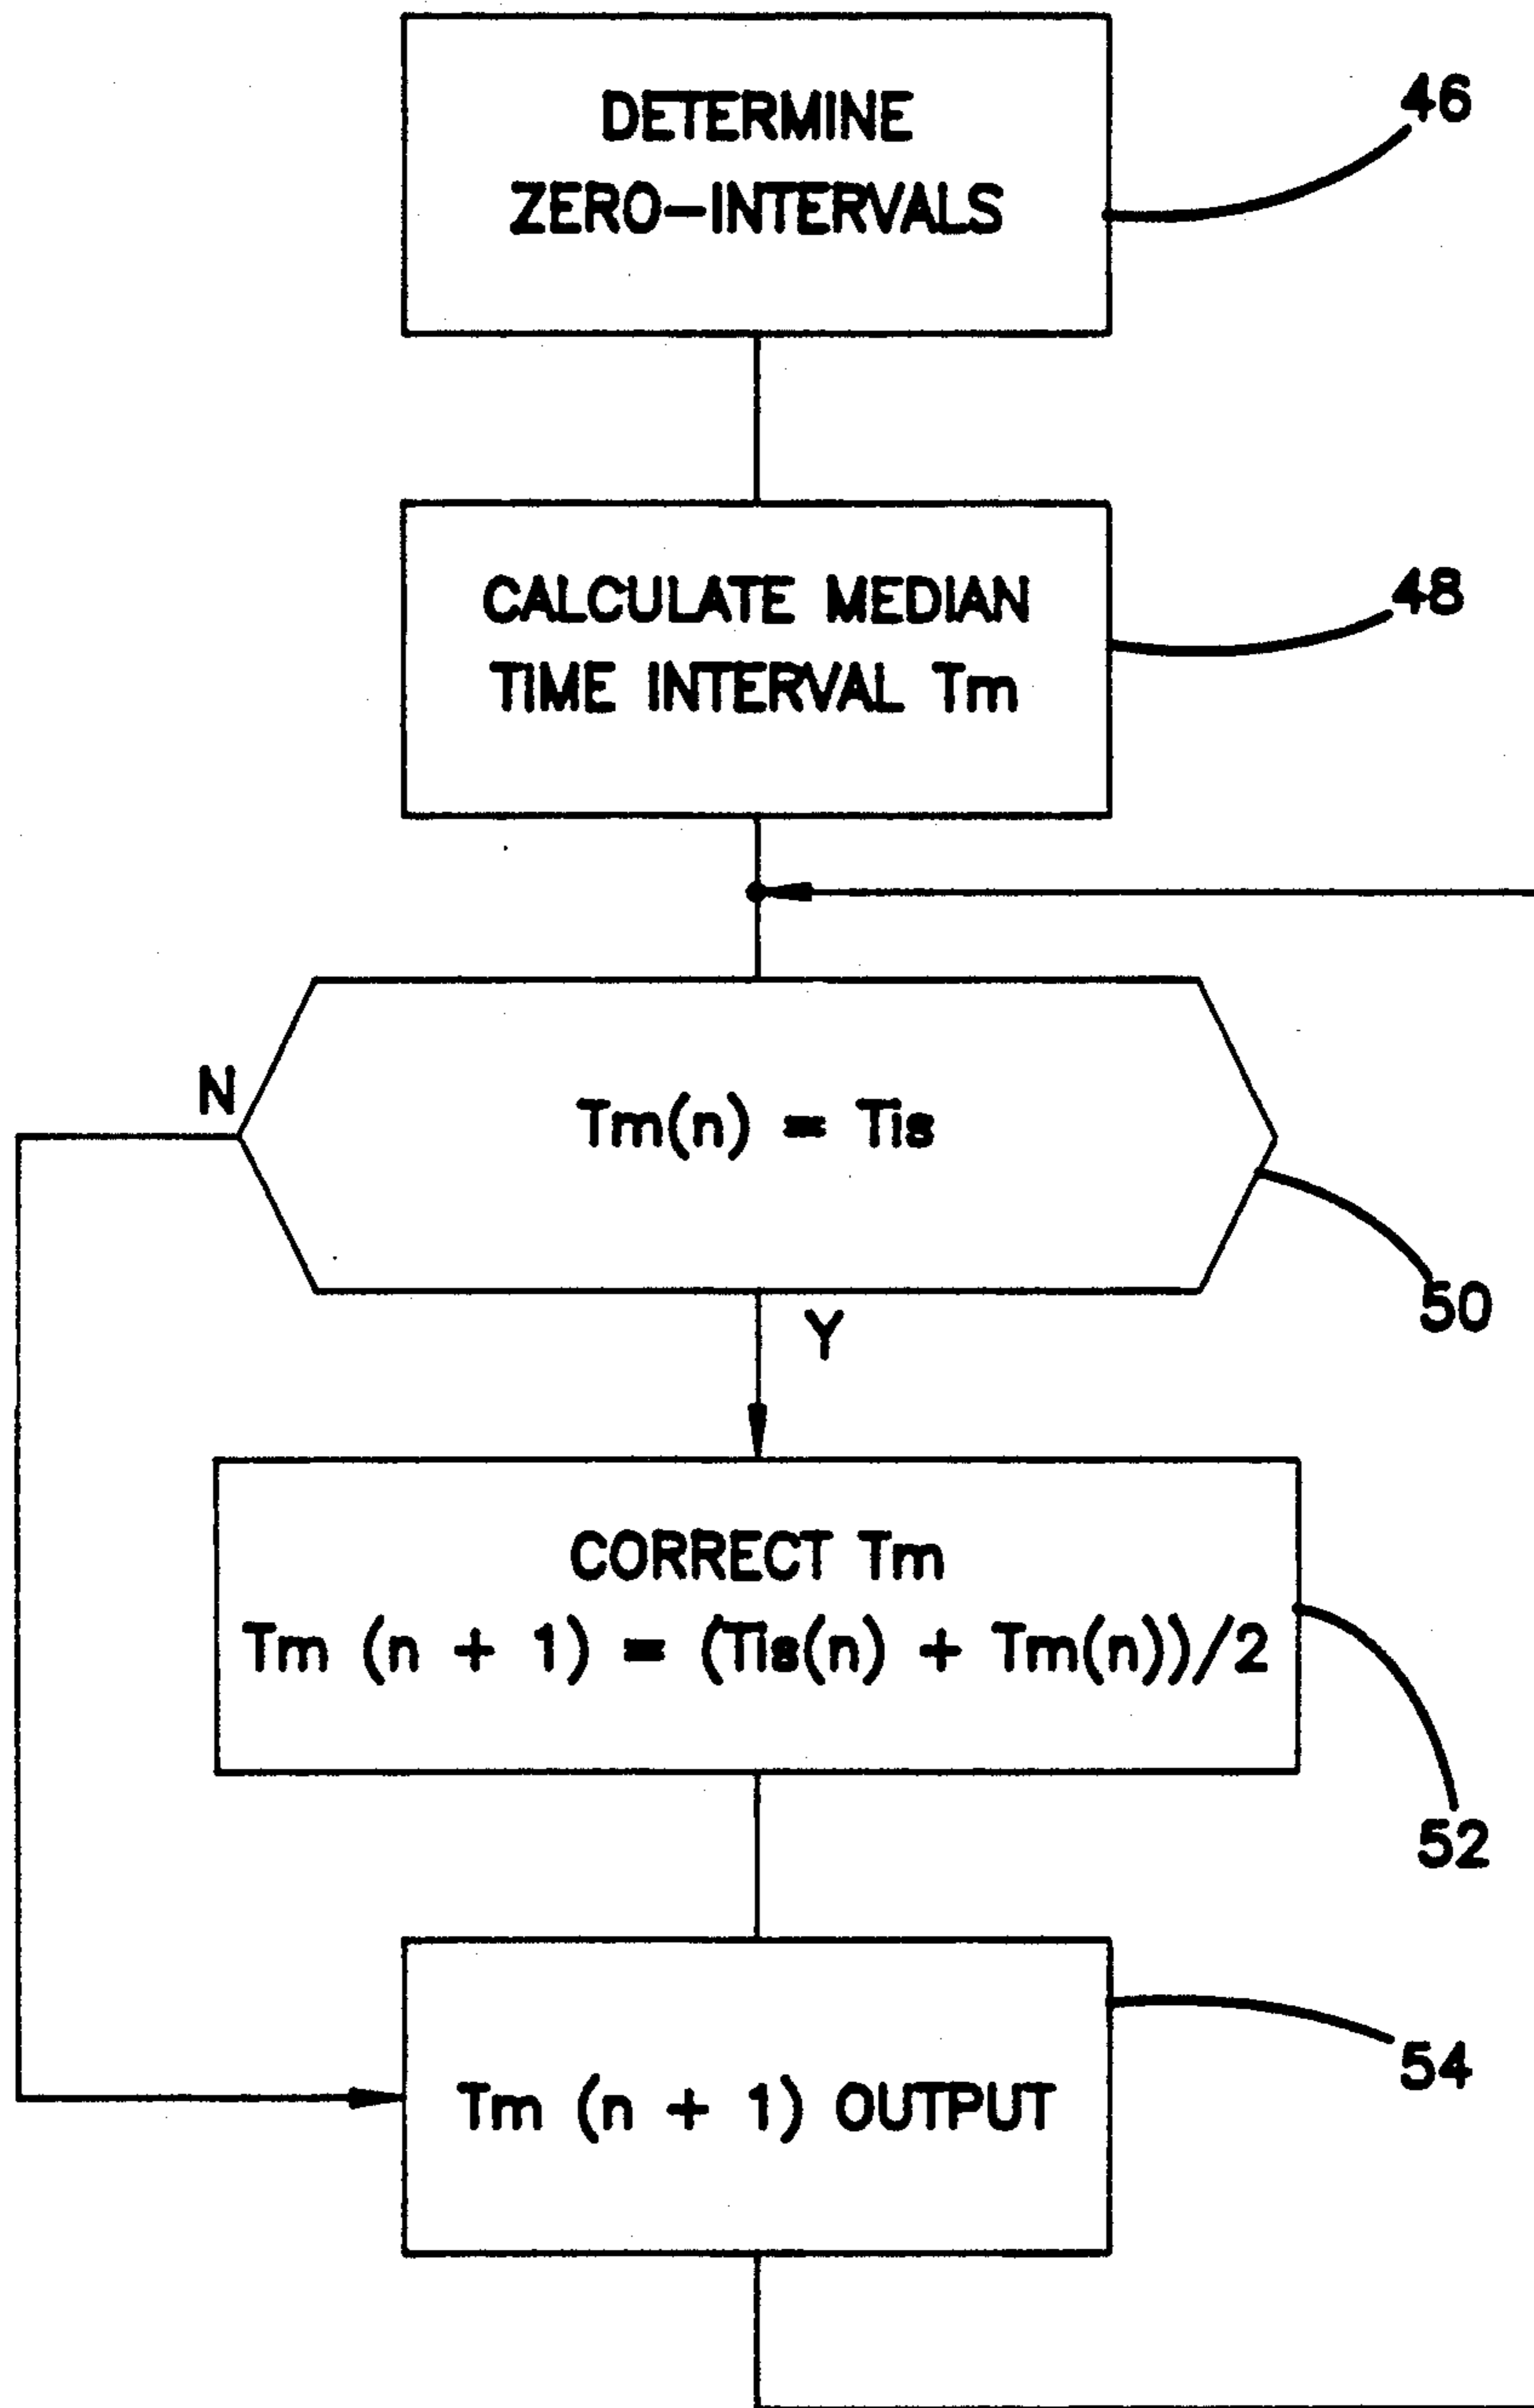 DETERMINE
ZERO-INTERVALS
46
CALCULATE MEDIAN
TIME INTERVAL Tm
48
N
Tm(n) = Tis
50
Y
CORRECT Tm
Tm (n + 1) = (Tis(n) + Tm(n))/2
52
Tm (n + 1) OUTPUT
54